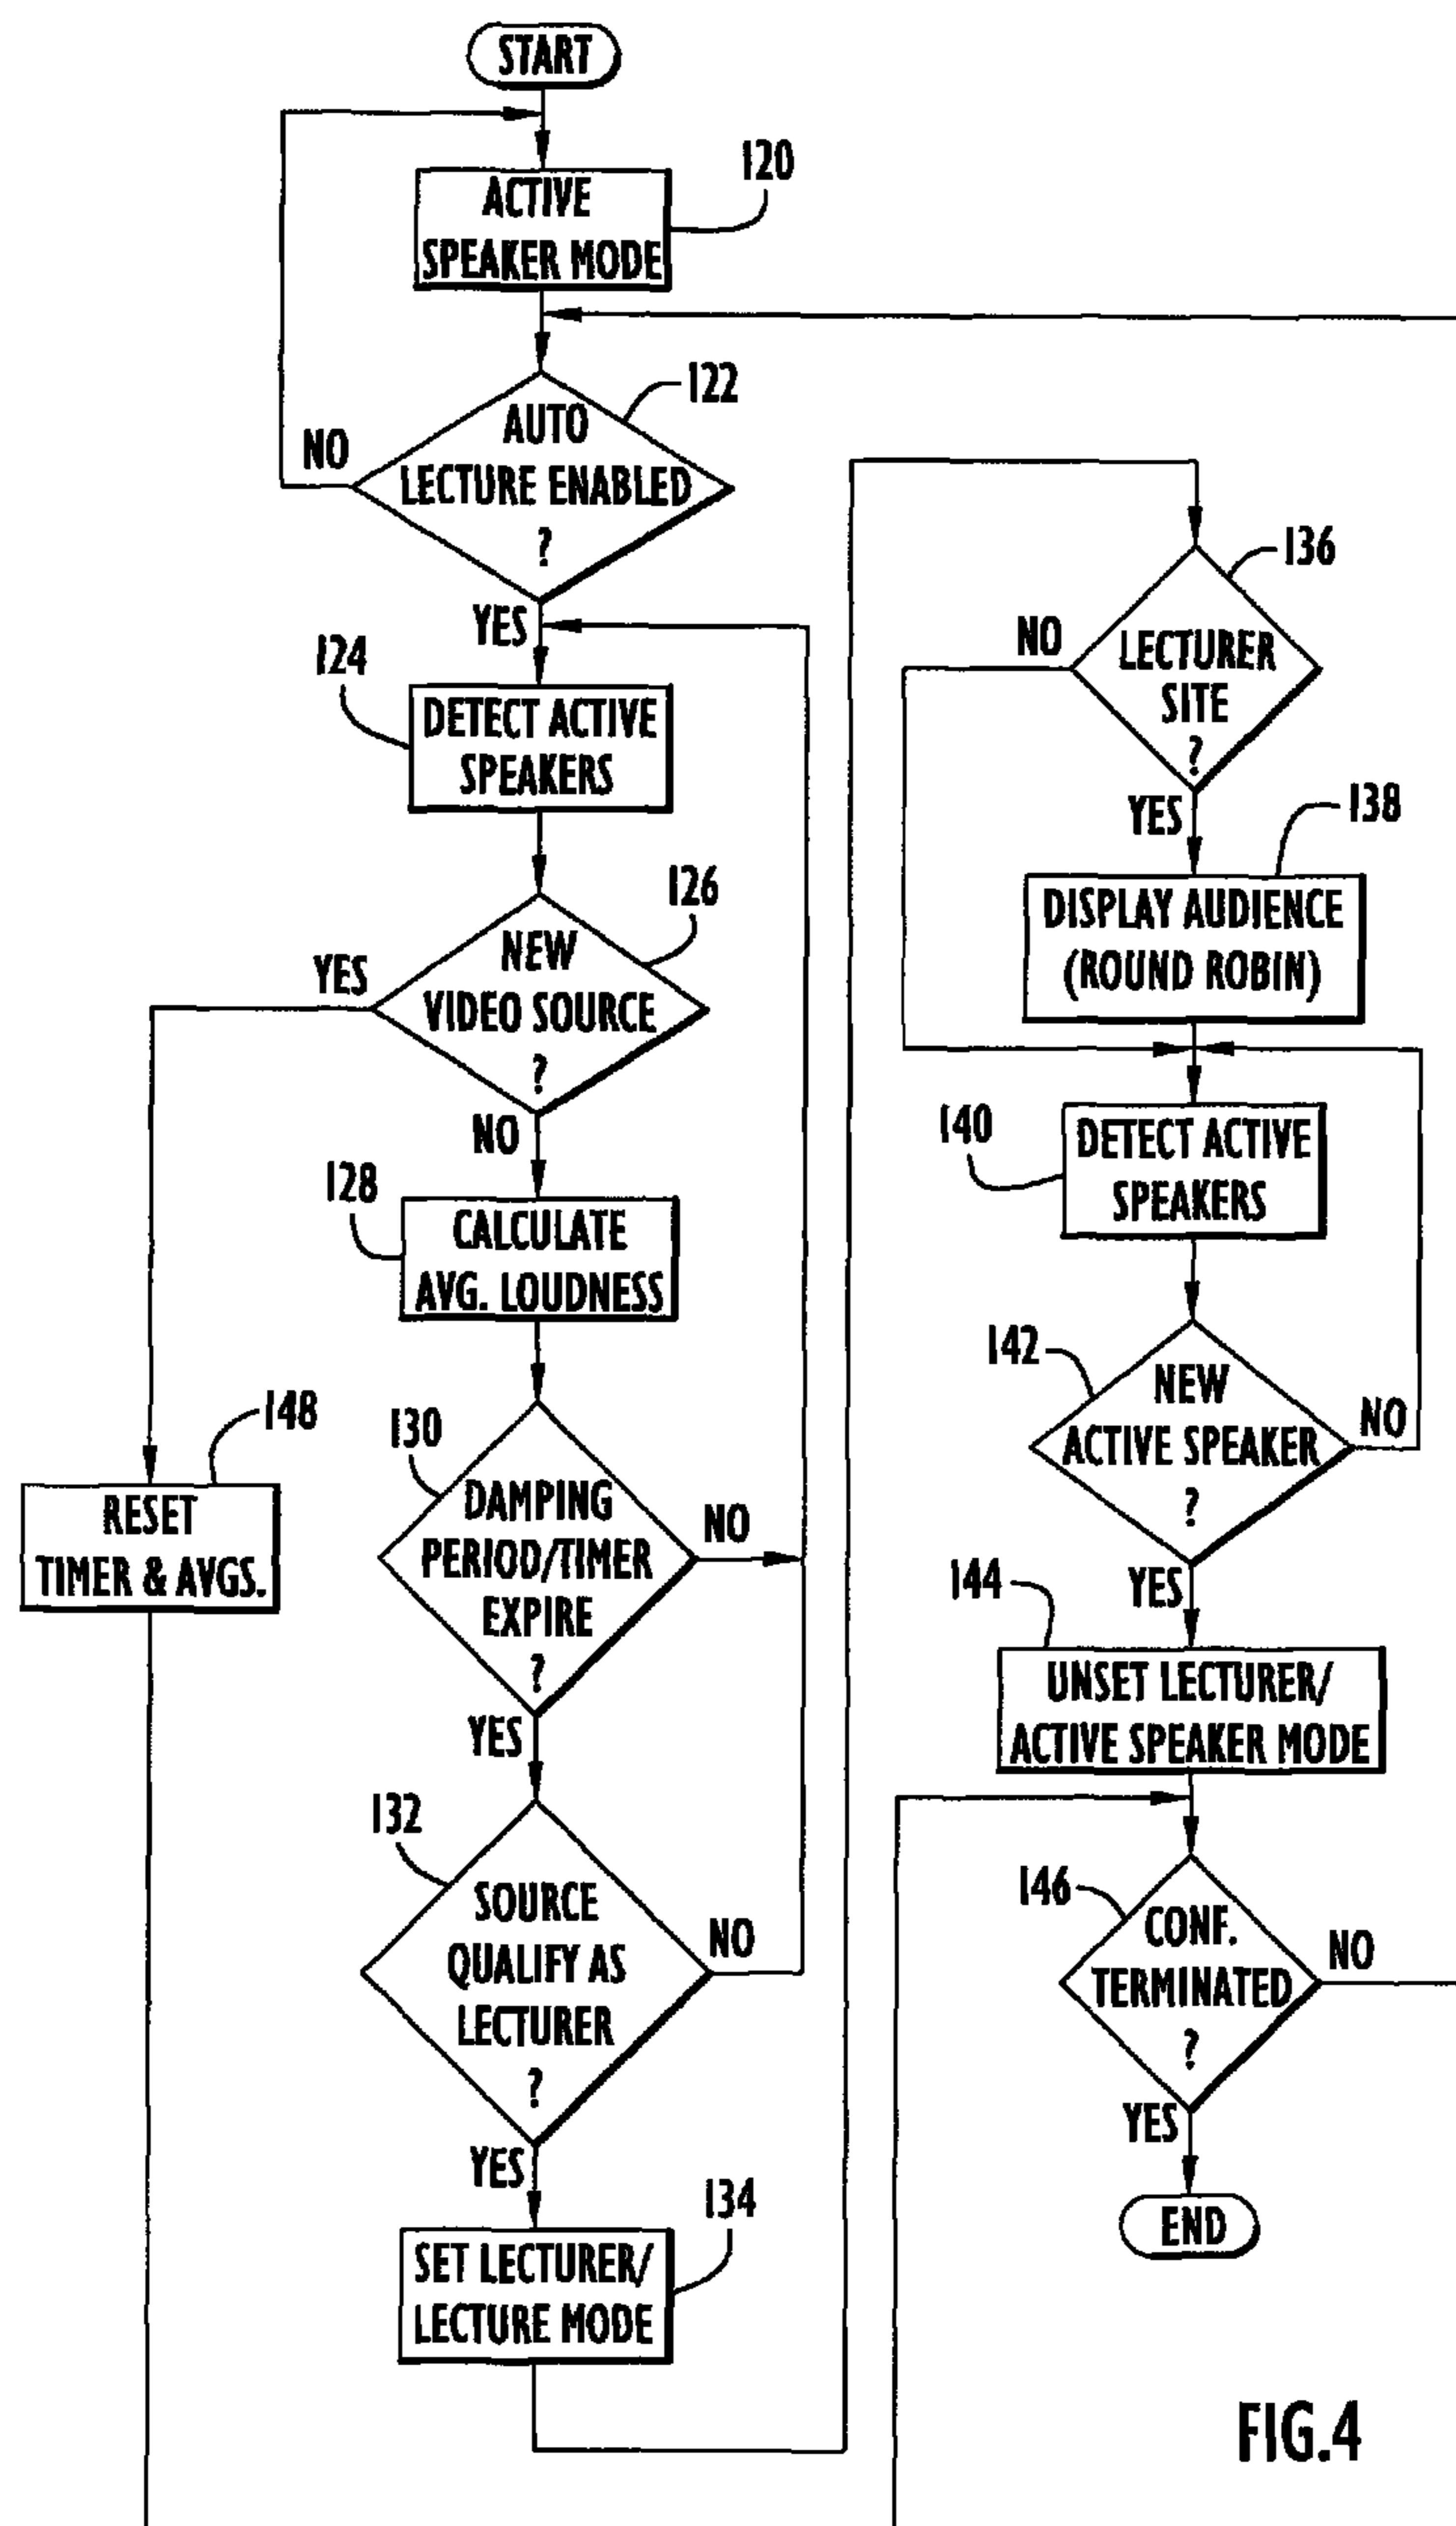 START
120
ACTIVE
SPEAKER MODE
122
AUTO
LECTURE ENABLED
?
NO
YES
124
DETECT ACTIVE
SPEAKERS
126
NEW
VIDEO SOURCE
?
YES
NO
128
CALCULATE
AVG. LOUDNESS
148
RESET
TIMER & AVGS.
130
DAMPING
PERIOD/TIMER
EXPIRE
?
NO
YES
132
SOURCE
QUALIFY AS
LECTURER
?
NO
YES
134
SET LECTURER/
LECTURE MODE
136
LECTURER
SITE
?
NO
YES
138
DISPLAY AUDIENCE
(ROUND ROBIN)
140
DETECT ACTIVE
SPEAKERS
142
NEW
ACTIVE SPEAKER
?
NO
YES
144
UNSET LECTURER/
ACTIVE SPEAKER MODE
146
CONF.
TERMINATED
?
NO
YES
END
FIG.4